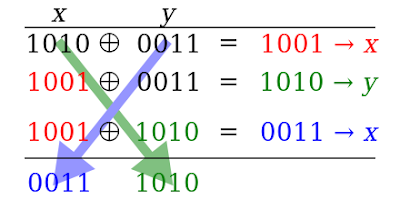 x y
1010 ⊕ 0011 = 1001 → x
1001 ⊕ 0011 = 1010 → y
1001 ⊕ 1010 = 0011 → x
0011 1010